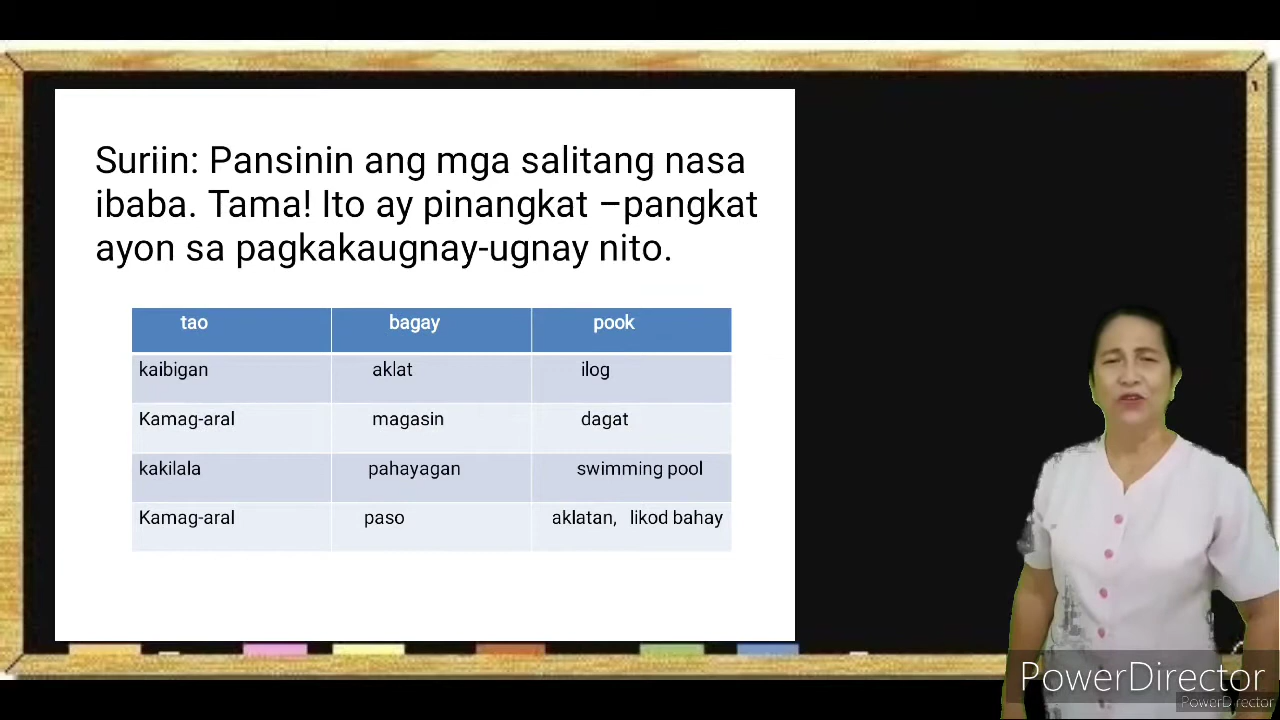 Suriin: Pansinin ang mga salitang nasa
ibaba. Tama! Ito ay pinangkat –pangkat
ayon sa pagkakaugnay-ugnay nito.
tao bagay pook
kaibigan aklat ilog
Kamag-aral magasin dagat
kakilala pahayagan swimming pool
Kamag-aral paso aklatan, likod bahay
1
PowerDirector
PowerDirector